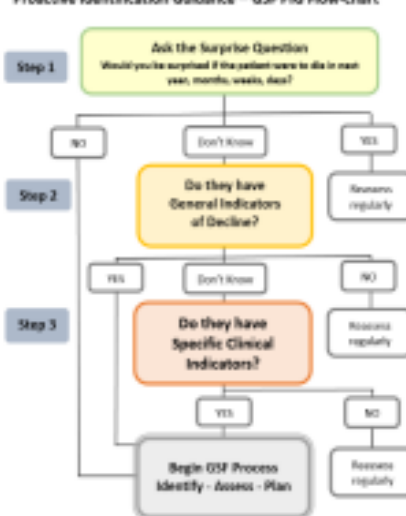 Proactive Identification Guidance – GSF PIG Flow-chart
Step 1
Ask the Surprise Question
Would you be surprised if the patient were to die in next
year, months, weeks, days?
NO
Don't Know
YES
Step 2
Do they have
General Indicators
of Decline?
Reassess
regularly
YES
Don't Know
NO
Step 3
Do they have
Specific Clinical
Indicators?
Reassess
regularly
YES
NO
Begin GSF Process
Identify - Assess - Plan
Reassess
regularly